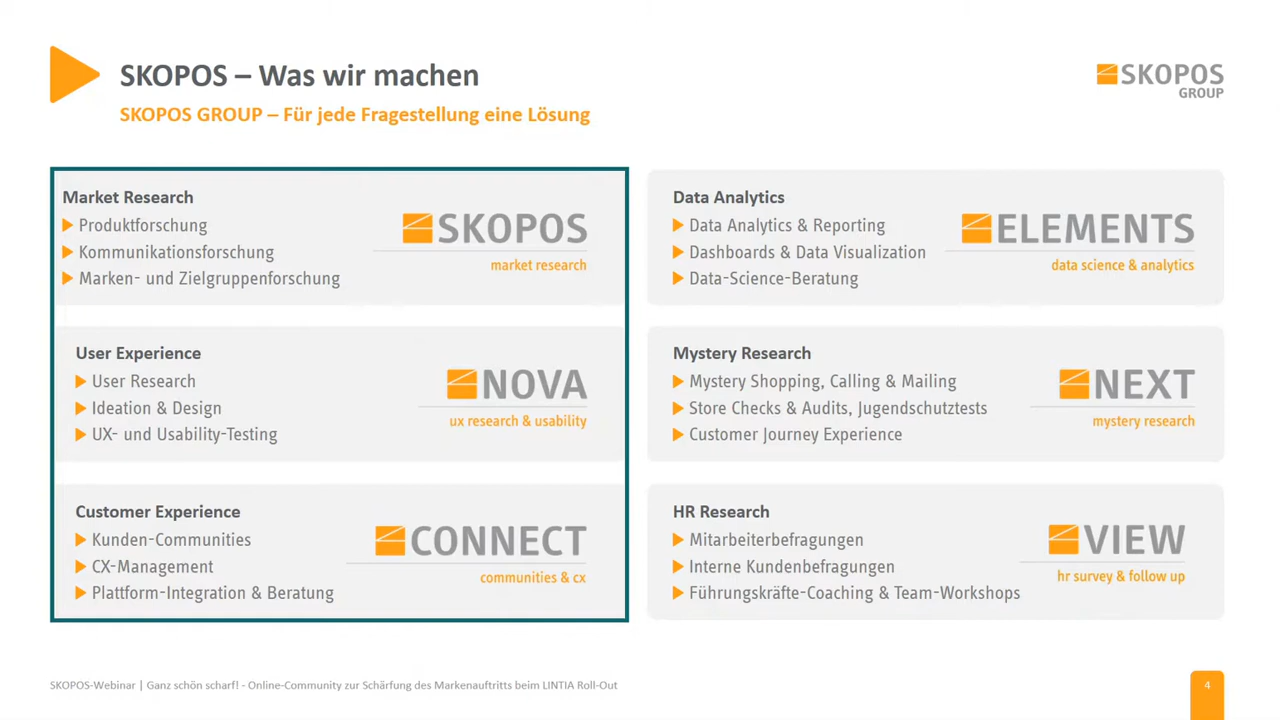 SKOPOS – Was wir machen
SKOPOS GROUP – Für jede Fragestellung eine Lösung
SKOPOS
GROUP
Market Research
Produktforschung
Kommunikationsforschung
Marken- und Zielgruppenforschung
SKOPOS
market research
User Experience
User Research
Ideation & Design
UX- und Usability-Testing
NOVA
ux research & usability
Customer Experience
Kunden-Communities
CX-Management
Plattform-Integration & Beratung
CONNECT
communities & cx
Data Analytics
Data Analytics & Reporting
Dashboards & Data Visualization
Data-Science-Beratung
ELEMENTS
data science & analytics
Mystery Research
Mystery Shopping, Calling & Mailing
Store Checks & Audits, Jugendschutztests
Customer Journey Experience
NEXT
mystery research
HR Research
Mitarbeiterbefragungen
Interne Kundenbefragungen
Führungskräfte-Coaching & Team-Workshops
VIEW
hr survey & follow up
SKOPOS-Webinar | Ganz schön scharf! - Online-Community zur Schärfung des Markenauftritts beim LINTIA Roll-Out
4